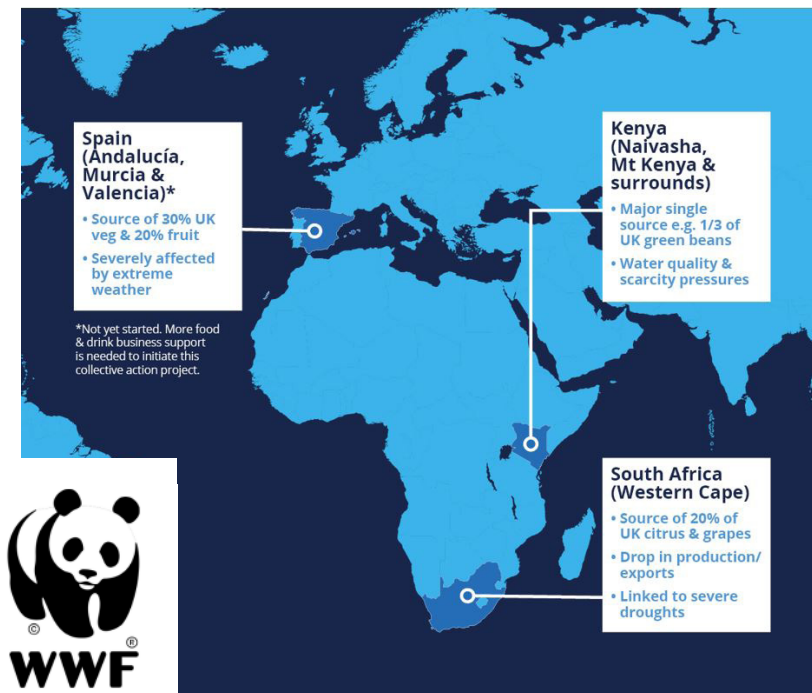 Spain
(Andalucía,
Murcia &
Valencia)*
• Source of 30% UK
veg & 20% fruit
• Severely affected
by extreme
weather
*Not yet started. More food
& drink business support
is needed to initiate this
collective action project.
Kenya
(Naivasha,
Mt Kenya &
surrounds)
• Major single
source e.g. 1/3 of
UK green beans
• Water quality &
scarcity pressures
South Africa
(Western Cape)
• Source of 20% of
UK citrus & grapes
• Drop in production/
exports
• Linked to severe
droughts
©
®
WWF